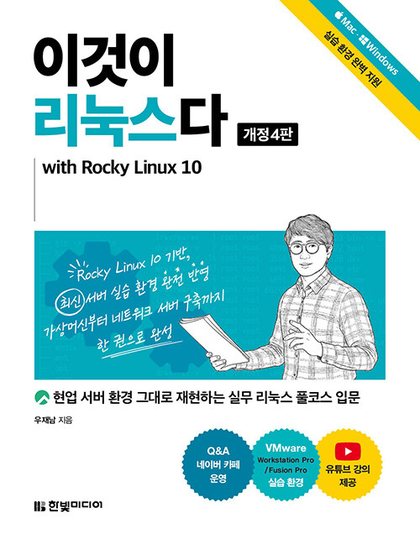 Mac · Windows
실습 환경 완벽 지원
이것이
리눅스다
개정4판
with Rocky Linux 10
Rocky Linux 10 기반,
최신 서버 실습 환경 완전 반영
가상머신부터 네트워크 서버 구축까지
한 권으로 완성
현업 서버 환경 그대로 재현하는 실무 리눅스 풀코스 입문
우재남 지음
Q&A
네이버 카페
운영
VMware
Workstation Pro
/Fusion Pro
실습 환경
유튜브 강의
제공
한빛미디어